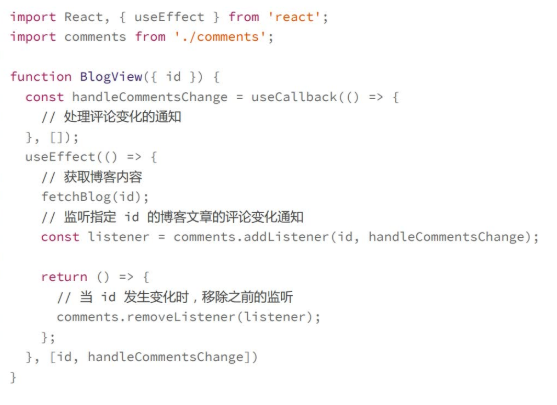 import React, { useEffect } from 'react';
import comments from './comments';

function BlogView({ id }) {
  const handleCommentsChange = useCallback(() => {
    // 处理评论变化的通知
  }, []);
  useEffect(() => {
    // 获取博客内容
    fetchBlog(id);
    // 监听指定 id 的博客文章的评论变化通知
    const listener = comments.addListener(id, handleCommentsChange);

    return () => {
      // 当 id 发生变化时，移除之前的监听
      comments.removeListener(listener);
    };
  }, [id, handleCommentsChange])
}